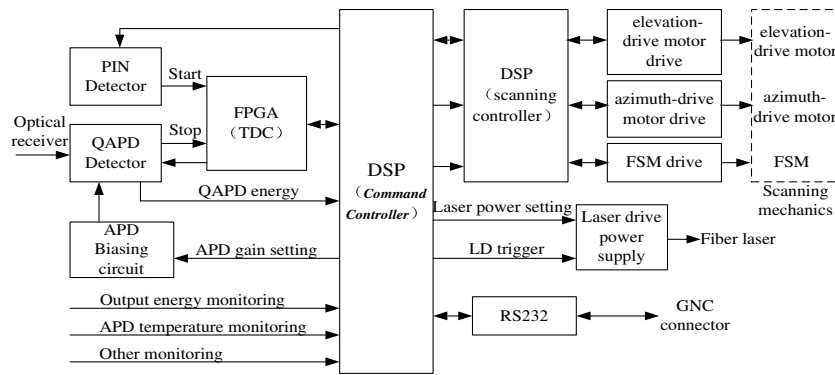 PIN
Detector
Start
FPGA
(TDC)
Optical
receiver
QAPD
Detector
Stop
QAPD energy
APD
Biasing
circuit
APD gain setting
Output energy monitoring
APD temperature monitoring
Other monitoring
DSP
(Command
Controller)
DSP
(scanning
controller)
elevation-
drive motor
drive
azimuth-drive
motor drive
FSM drive
elevation-
drive motor
azimuth-
drive motor
FSM
Scanning
mechanics
Laser power setting
LD trigger
Laser drive
power
supply
Fiber laser
RS232
GNC
connector